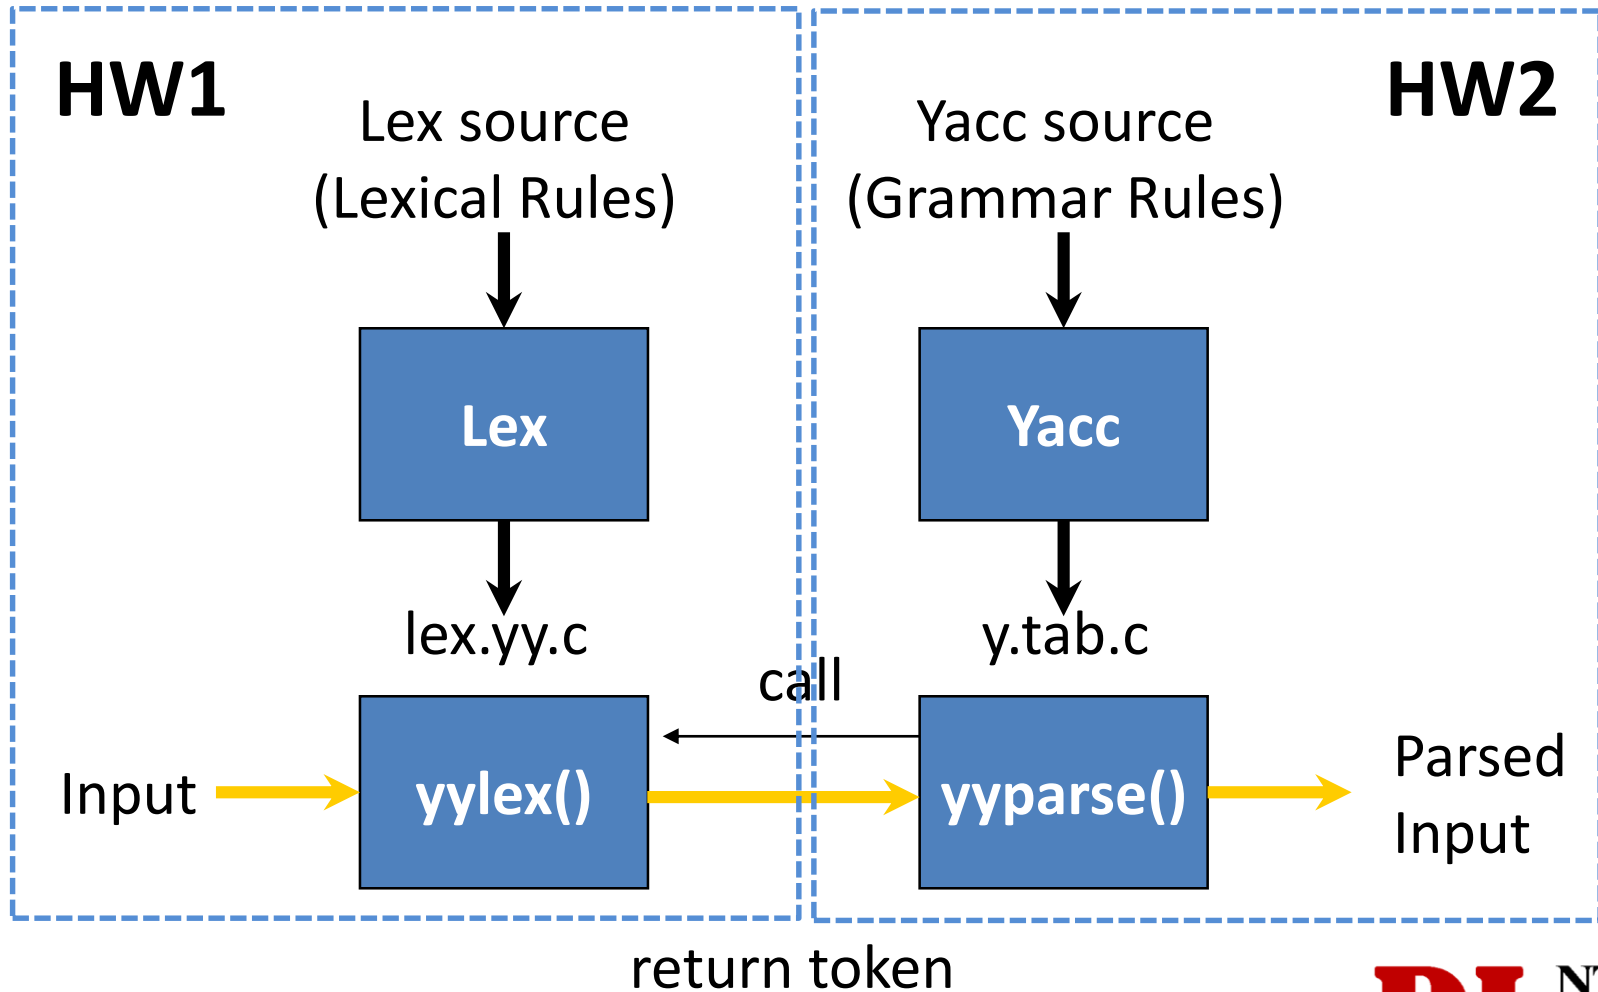 HW1
HW2
Lex source
(Lexical Rules)
Yacc source
(Grammar Rules)
Lex
Yacc
lex.yy.c
y.tab.c
call
Input
yylex()
yyparse()
Parsed
Input
return token